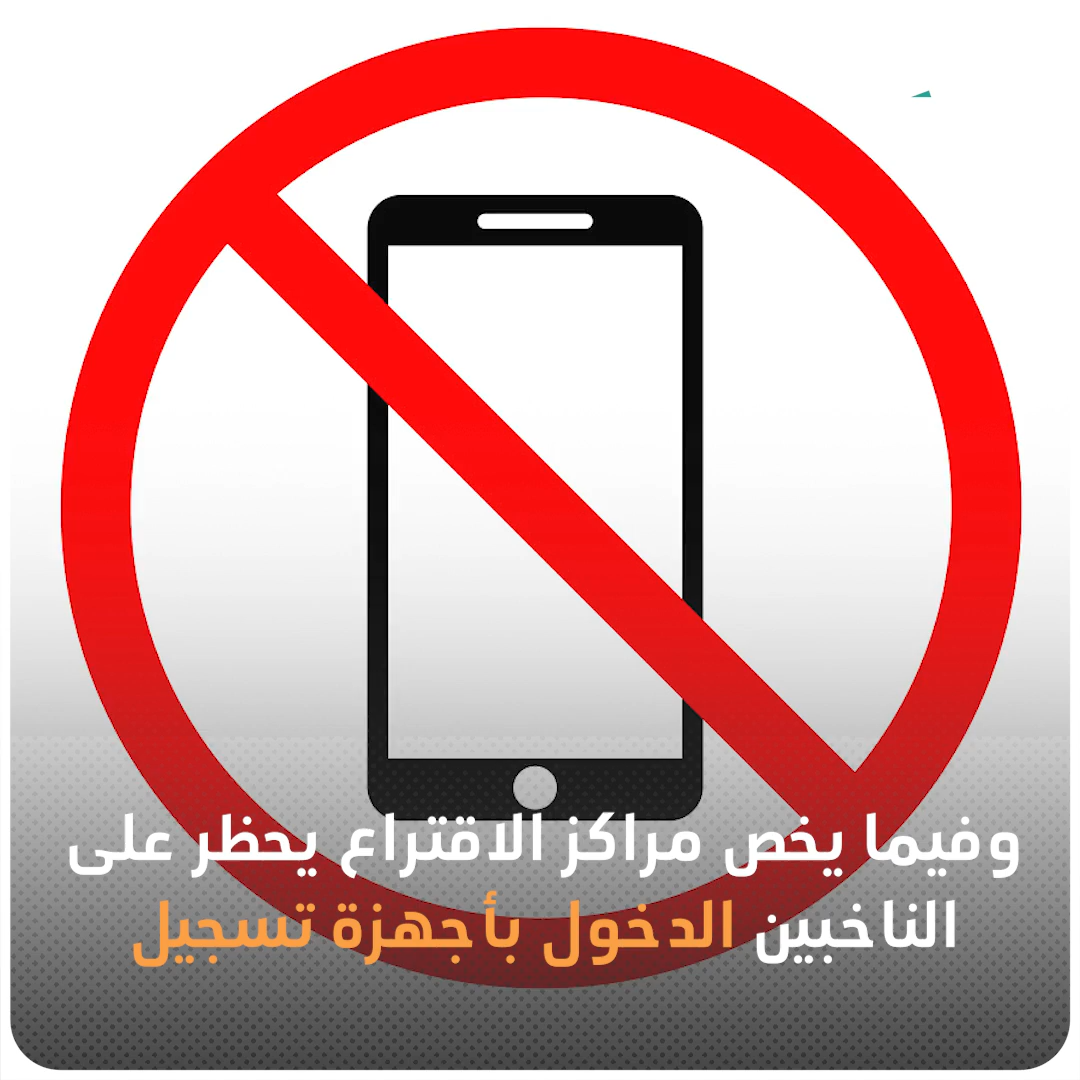 وفيما يخص مراكز الاقتراع يحظر على
الناخبين الدخول بأجهزة تسجيل